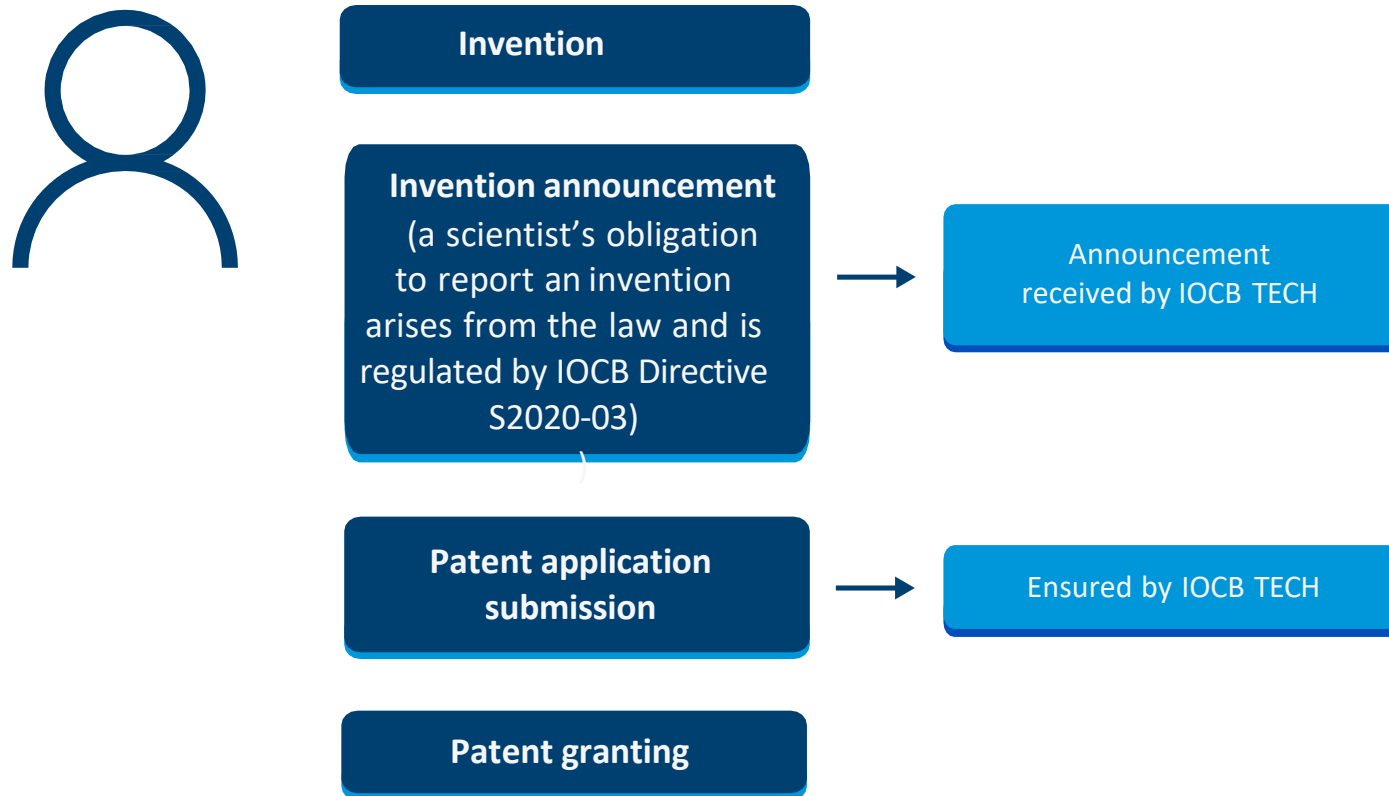 Invention
Invention announcement
(a scientist’s obligation
to report an invention
arises from the law and is
regulated by IOCB Directive
S2020-03)
)
Announcement
received by IOCB TECH
Patent application
submission
Ensured by IOCB TECH
Patent granting